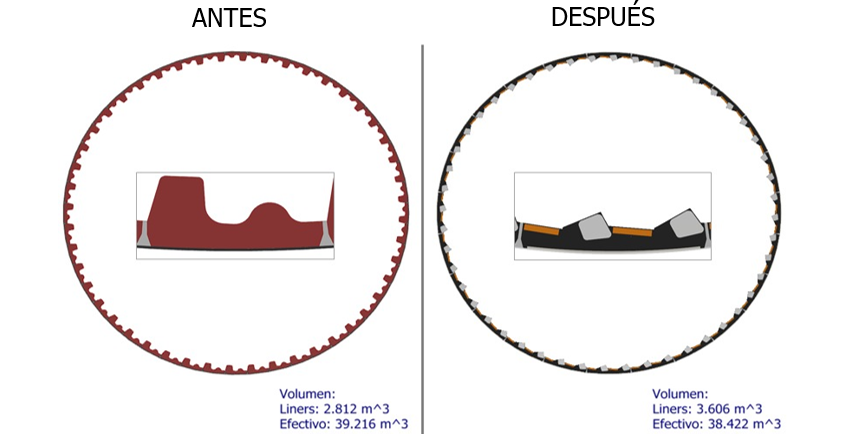 ANTES
DESPUÉS
Volumen:
Liners: 2.812 m^3
Efectivo: 39.216 m^3
Volumen:
Liners: 3.606 m^3
Efectivo: 38.422 m^3